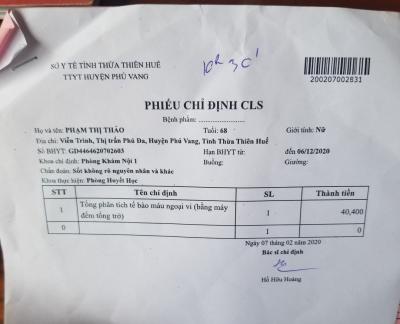 SỞ Y TẾ TỈNH THỪA THIÊN HUẾ
TTYT HUYỆN PHÚ VANG
200207002831
PHIẾU CHỈ ĐỊNH CLS
Bệnh phẩm: ........................
Họ và tên: PHẠM THỊ THẢO Tuổi: 68 Giới tính: Nữ
Địa chỉ: Viễn Trình, Thị trấn Phú Đa, Huyện Phú Vang, Tỉnh Thừa Thiên Huế
Số BHYT: GD4464620702603 Hạn BHYT từ: đến 06/12/2020
Khoa chỉ định: Phòng Khám Nội 1 Buồng: Giường:
Chẩn đoán: Sốt không rõ nguyên nhân và khác
Khoa thực hiện: Phòng Huyết Học
STT Tên chỉ định SL Thành tiền
1 Tổng phân tích tế bào máu ngoại vi (bằng máy đếm tổng trở) 1 40,400
0 1 0
Ngày 07 tháng 02 năm 2020
Bác sĩ chỉ định
Hồ Hữu Hoàng